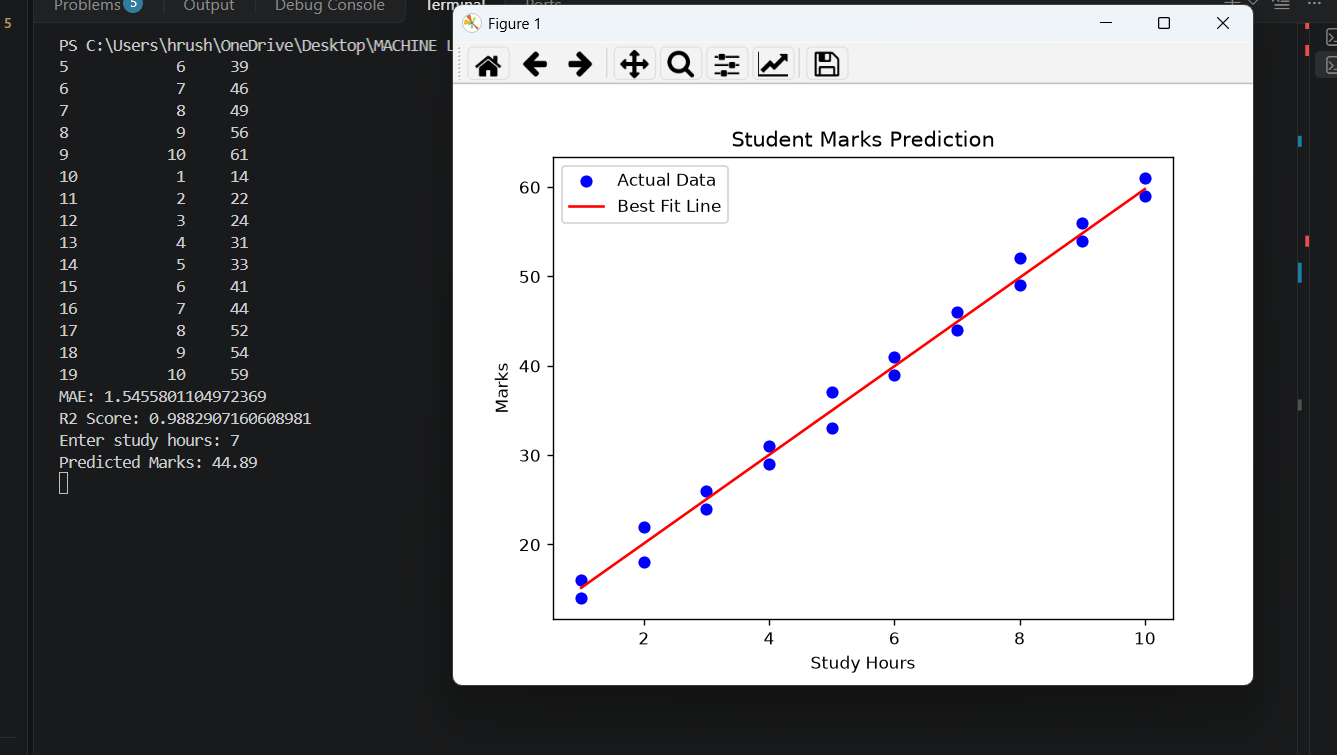 5
Problems 5 Output Debug Console Terminal Ports
PS C:\Users\hrush\OneDrive\Desktop\MACHINE L
5 6 39
6 7 46
7 8 49
8 9 56
9 10 61
10 1 14
11 2 22
12 3 24
13 4 31
14 5 33
15 6 41
16 7 44
17 8 52
18 9 54
19 10 59
MAE: 1.5455801104972369
R2 Score: 0.9882907160608981
Enter study hours: 7
Predicted Marks: 44.89
Figure 1
Student Marks Prediction
Actual Data
Best Fit Line
60
50
40
30
20
Marks
2 4 6 8 10
Study Hours